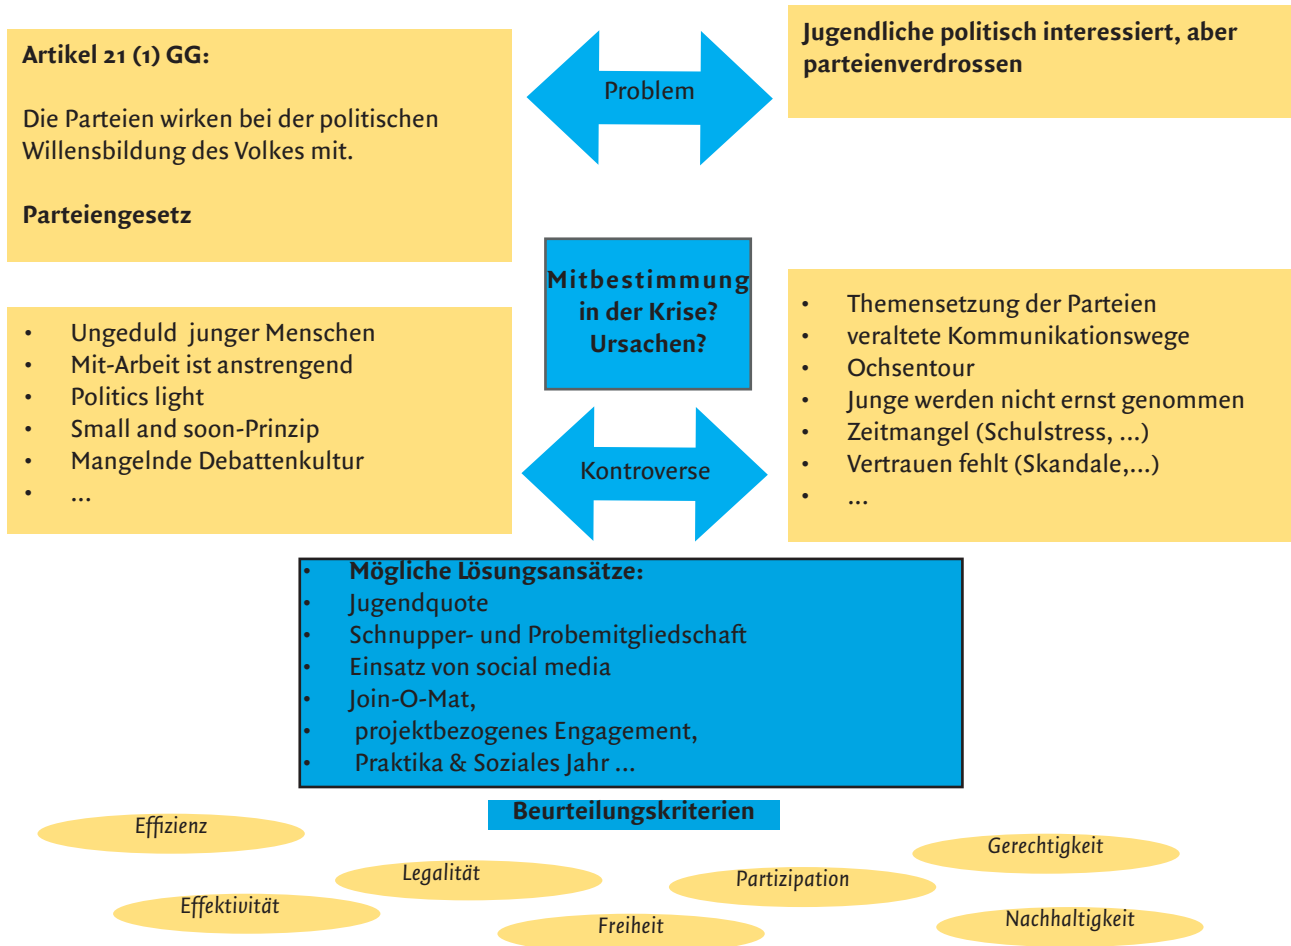 Artikel 21 (1) GG:
Die Parteien wirken bei der politischen
Willensbildung des Volkes mit.
Parteiengesetz
Problem
Jugendliche politisch interessiert, aber
parteienverdrossen
Mitbestimmung
in der Krise?
Ursachen?
• Ungeduld  junger Menschen
• Mit-Arbeit ist anstrengend
• Politics light
• Small and soon-Prinzip
• Mangelnde Debattenkultur
• ...
Kontroverse
• Themensetzung der Parteien
• veraltete Kommunikationswege
• Ochsentour
• Junge werden nicht ernst genommen
• Zeitmangel (Schulstress, ...)
• Vertrauen fehlt (Skandale,...)
• ...
• Mögliche Lösungsansätze:
• Jugendquote
• Schnupper- und Probemitgliedschaft
• Einsatz von social media
• Join-O-Mat,
• projektbezogenes Engagement,
• Praktika & Soziales Jahr ...
Beurteilungskriterien
Effizienz
Legalität
Partizipation
Gerechtigkeit
Effektivität
Freiheit
Nachhaltigkeit